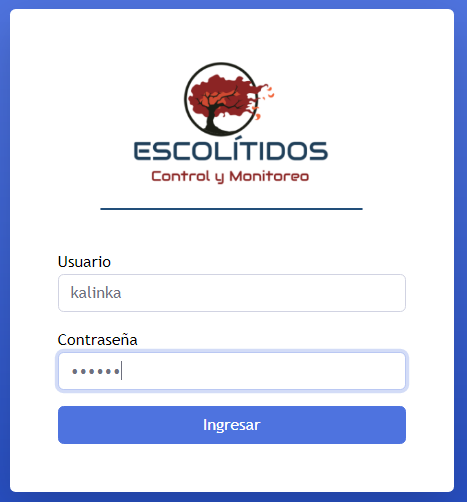 ESCOLÍTIDOS
Control y Monitoreo
Usuario
kalinka
Contraseña
••••••
Ingresar